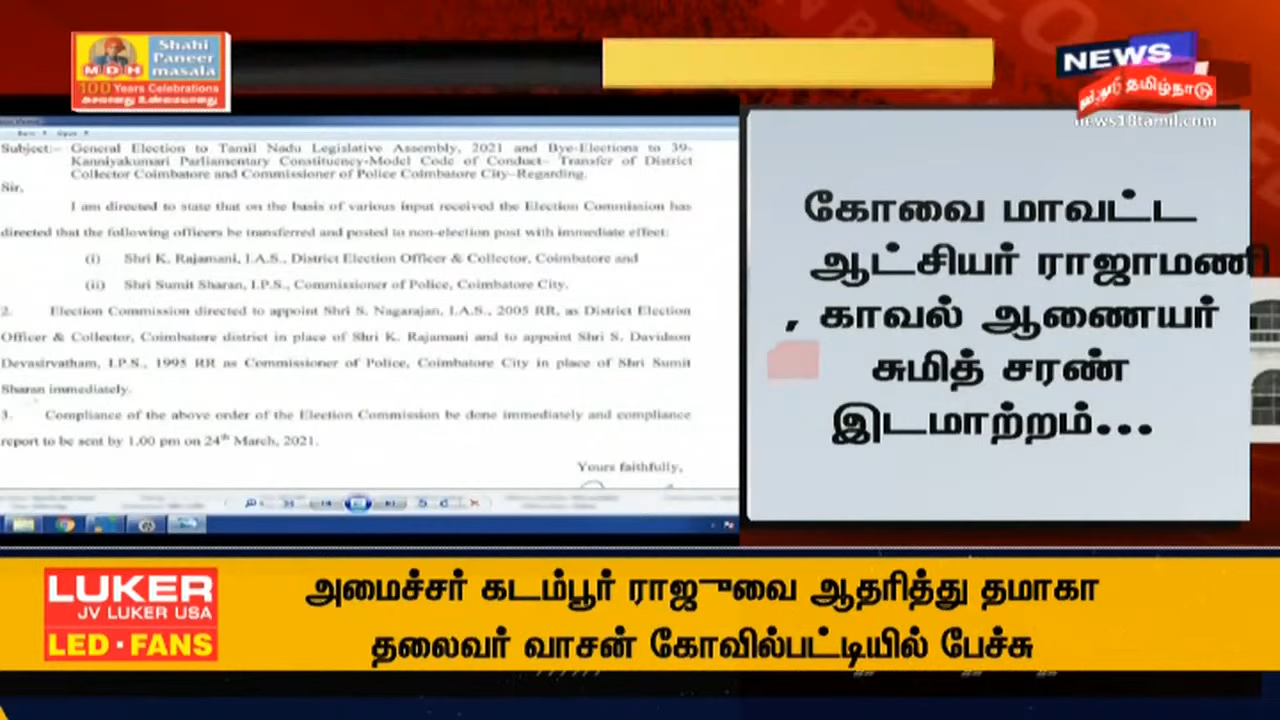 Shahi
Paneer
masala
MDH
100 Years Celebrations
அசலானது உண்மையானது
NEWS
தமிழ்நாடு
news18tamil.com
Subject:- General Election to Tamil Nadu Legislative Assembly, 2021 and Bye-Elections to 39-
Kanniyakumari Parliamentary Constituency-Model Code of Conduct- Transfer of District
Collector Coimbatore and Commissioner of Police Coimbatore City-Regarding.
Sir,
I am directed to state that on the basis of various input received the Election Commission has
directed that the following officers be transferred and posted to non-election post with immediate effect:
(i) Shri K. Rajamani, I.A.S., District Election Officer & Collector, Coimbatore and
(ii) Shri Sumit Sharan, I.P.S., Commissioner of Police, Coimbatore City.
2. Election Commission directed to appoint Shri S. Nagarajan, I.A.S., 2005 RR, as District Election
Officer & Collector, Coimbatore district in place of Shri K. Rajamani and to appoint Shri S. Davidson
Devasirvatham, I.P.S., 1995 RR as Commissioner of Police, Coimbatore City in place of Shri Sumit
Sharan immediately.
3. Compliance of the above order of the Election Commission be done immediately and compliance
report to be sent by 1.00 pm on 24th March, 2021.
Yours faithfully,
கோவை மாவட்ட
ஆட்சியர் ராஜாமணி
, காவல் ஆணையர்
சுமித் சரண்
இடமாற்றம்...
LUKER
JV LUKER USA
LED·FANS
அமைச்சர் கடம்பூர் ராஜுவை ஆதரித்து தமாகா
தலைவர் வாசன் கோவில்பட்டியில் பேச்சு